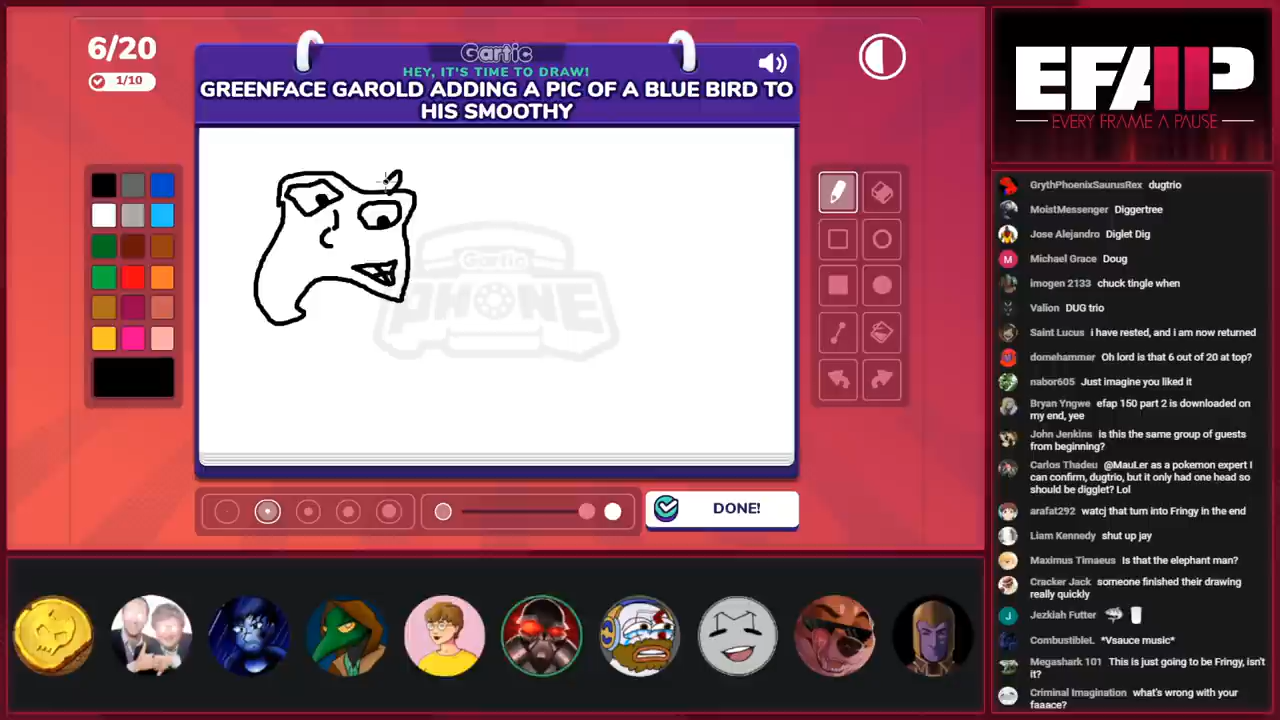 6/20
1/10
Gartic
HEY, IT'S TIME TO DRAW!
GREENFACE GAROLD ADDING A PIC OF A BLUE BIRD TO
HIS SMOOTHY
Gartic
PHONE
DONE!
EFAP
EVERY FRAME A PAUSE
GrythPhoenixSaurusRex dugtrio
MoistMessenger Diggertree
Jose Alejandro Diglet Dig
M
Michael Grace Doug
imogen 2133 chuck tingle when
Valion DUG trio
Saint Lucus i have rested, and i am now returned
domehammer Oh lord is that 6 out of 20 at top?
nabor605 Just imagine you liked it
Bryan Yngwe efap 150 part 2 is downloaded on
my end, yee
John Jenkins is this the same group of guests
from beginning?
Carlos Thadeu @MauLer as a pokemon expert I
can confirm, dugtrio, but it only had one head so
should be digglet? Lol
arafat292 watcj that turn into Fringy in the end
Liam Kennedy shut up jay
Maximus Timaeus Is that the elephant man?
Cracker Jack someone finished their drawing
really quickly
J
Jezkiah Futter
CombustibleL *Vsauce music*
Megashark 101 This is just going to be Fringy, isn't
it?
Criminal Imagination what's wrong with your
faaace?